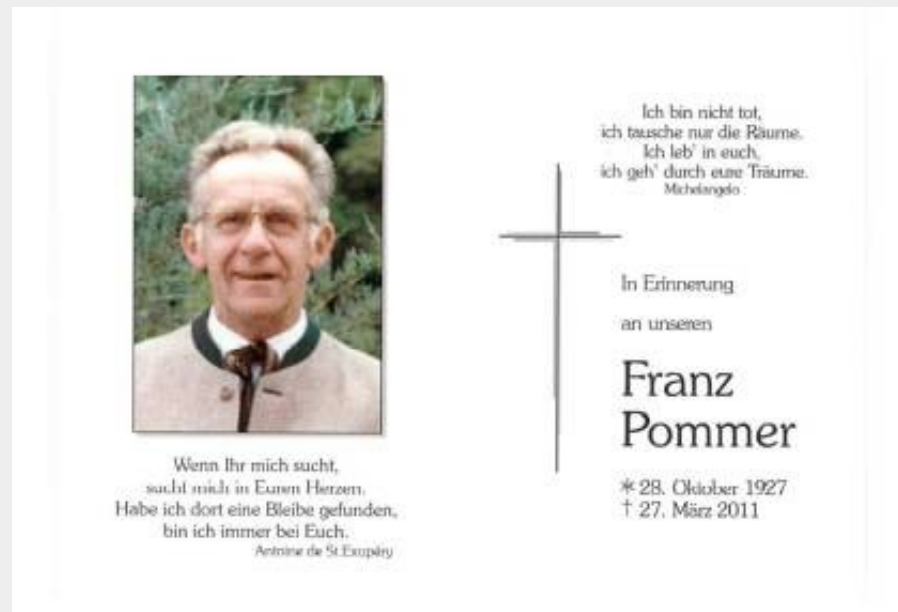 Wenn Ihr mich sucht,
sucht mich in Euren Herzen.
Habe ich dort eine Bleibe gefunden,
bin ich immer bei Euch.
Antoine de St.Exupéry
Ich bin nicht tot,
ich tausche nur die Räume.
Ich leb' in euch,
ich geh' durch eure Träume.
Michelangelo
In Erinnerung
an unseren
Franz
Pommer
* 28. Oktober 1927
† 27. März 2011